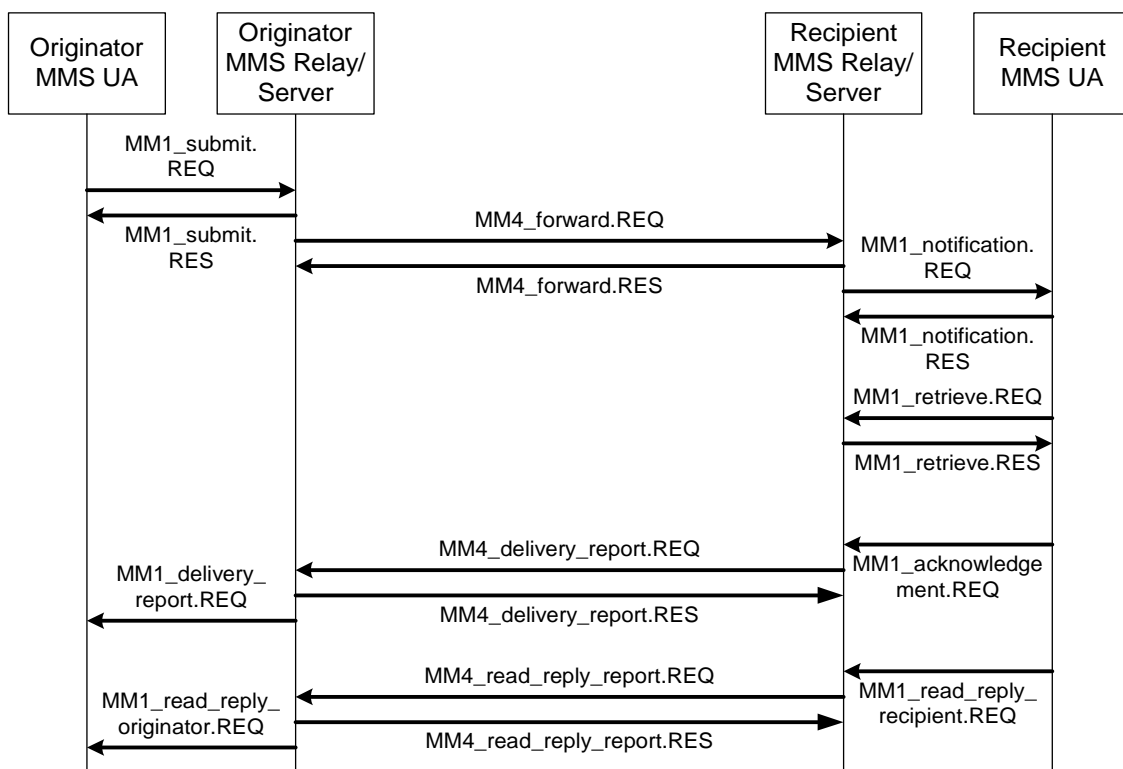 Originator
MMS UA
Originator
MMS Relay/
Server
Recipient
MMS Relay/
Server
Recipient
MMS UA
MM1_submit.
REQ
MM1_submit.
RES
MM4_forward.REQ
MM4_forward.RES
MM1_notification.
REQ
MM1_notification.
RES
MM1_retrieve.REQ
MM1_retrieve.RES
MM1_acknowledge
ment.REQ
MM4_delivery_report.REQ
MM4_delivery_report.RES
MM1_delivery_
report.REQ
MM1_read_reply_
recipient.REQ
MM4_read_reply_report.REQ
MM4_read_reply_report.RES
MM1_read_reply_
originator.REQ